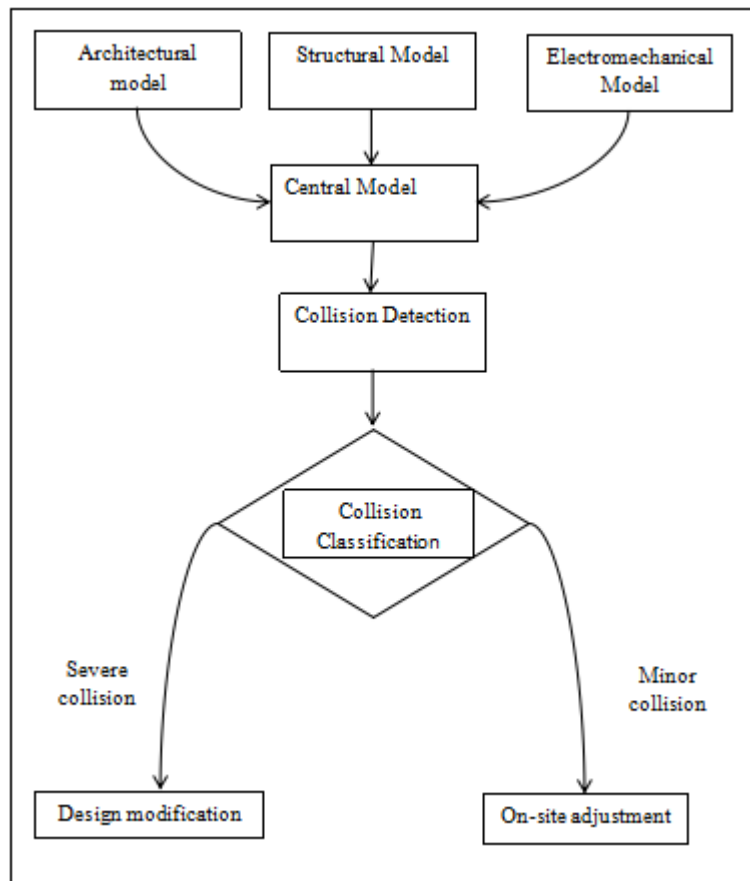 Architectural
model
Structural Model
Electromechanical
Model
Central Model
Collision Detection
Collision
Classification
Severe
collision
Minor
collision
Design modification
On-site adjustment